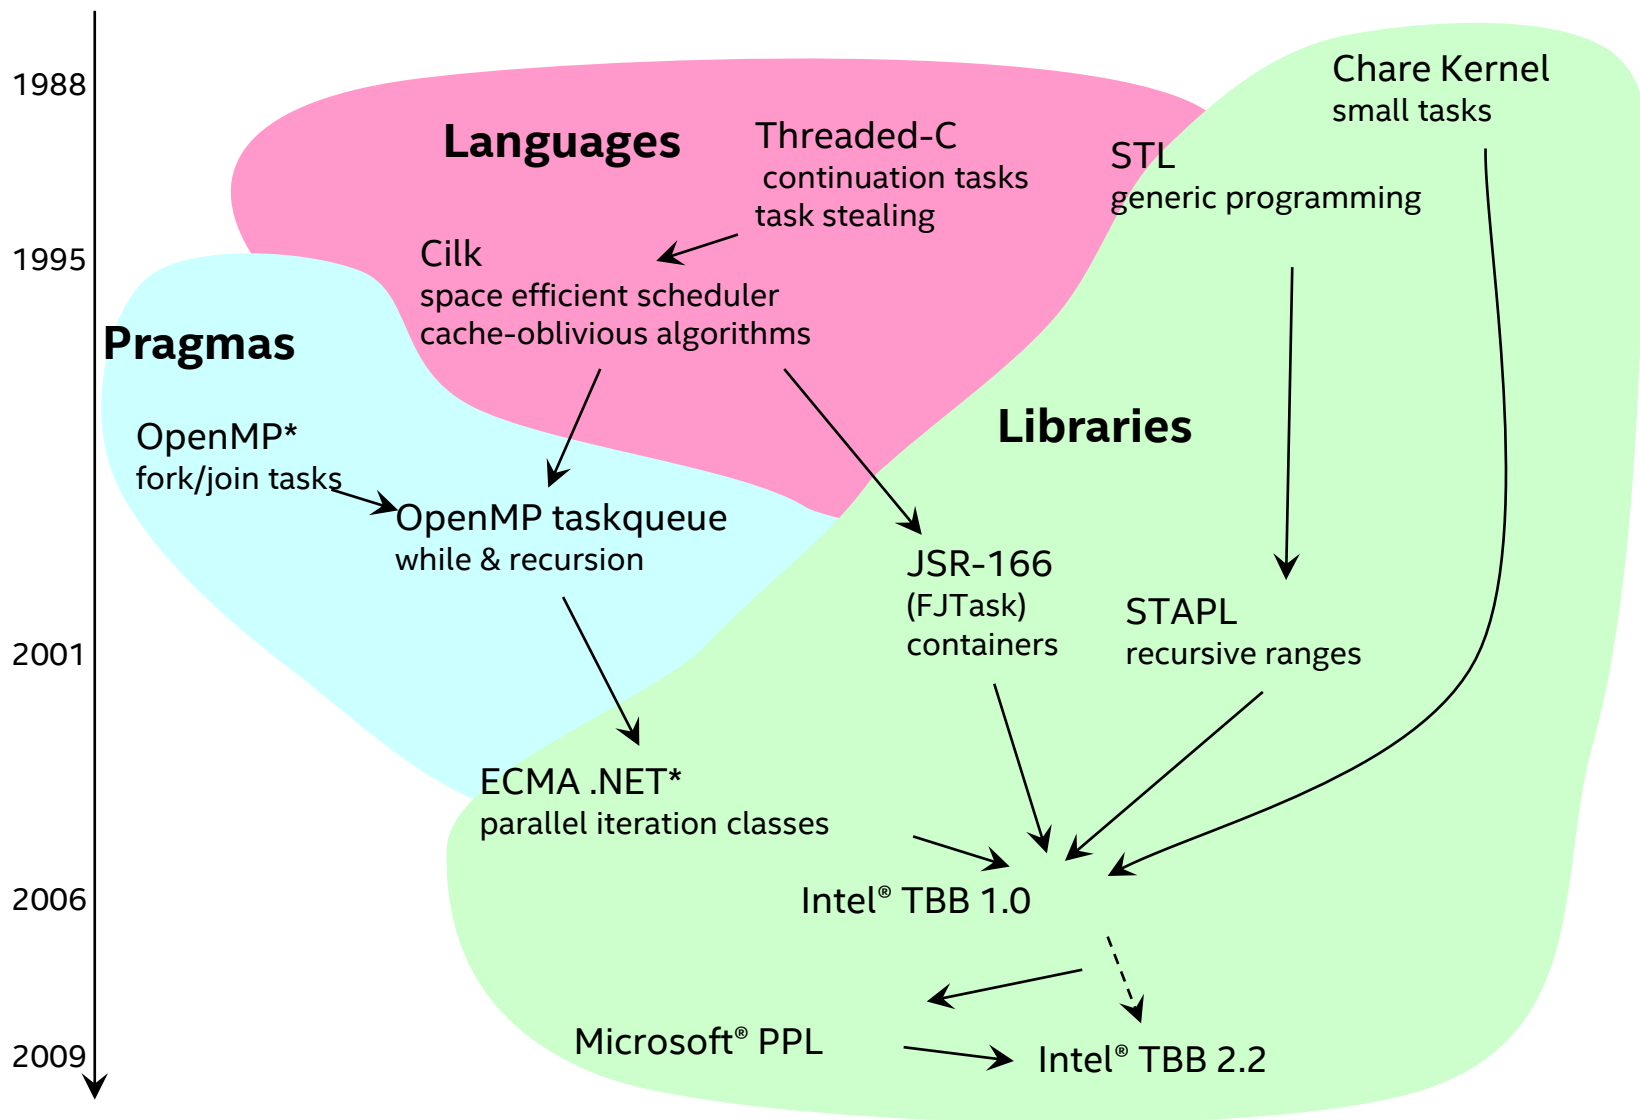 1988
1995
2001
2006
2009
Languages
Threaded-C
continuation tasks
task stealing
Cilk
space efficient scheduler
cache-oblivious algorithms
Pragmas
OpenMP*
fork/join tasks
OpenMP taskqueue
while & recursion
Chare Kernel
small tasks
STL
generic programming
Libraries
JSR-166
(FJTask)
containers
STAPL
recursive ranges
ECMA .NET*
parallel iteration classes
Intel® TBB 1.0
Microsoft® PPL
Intel® TBB 2.2